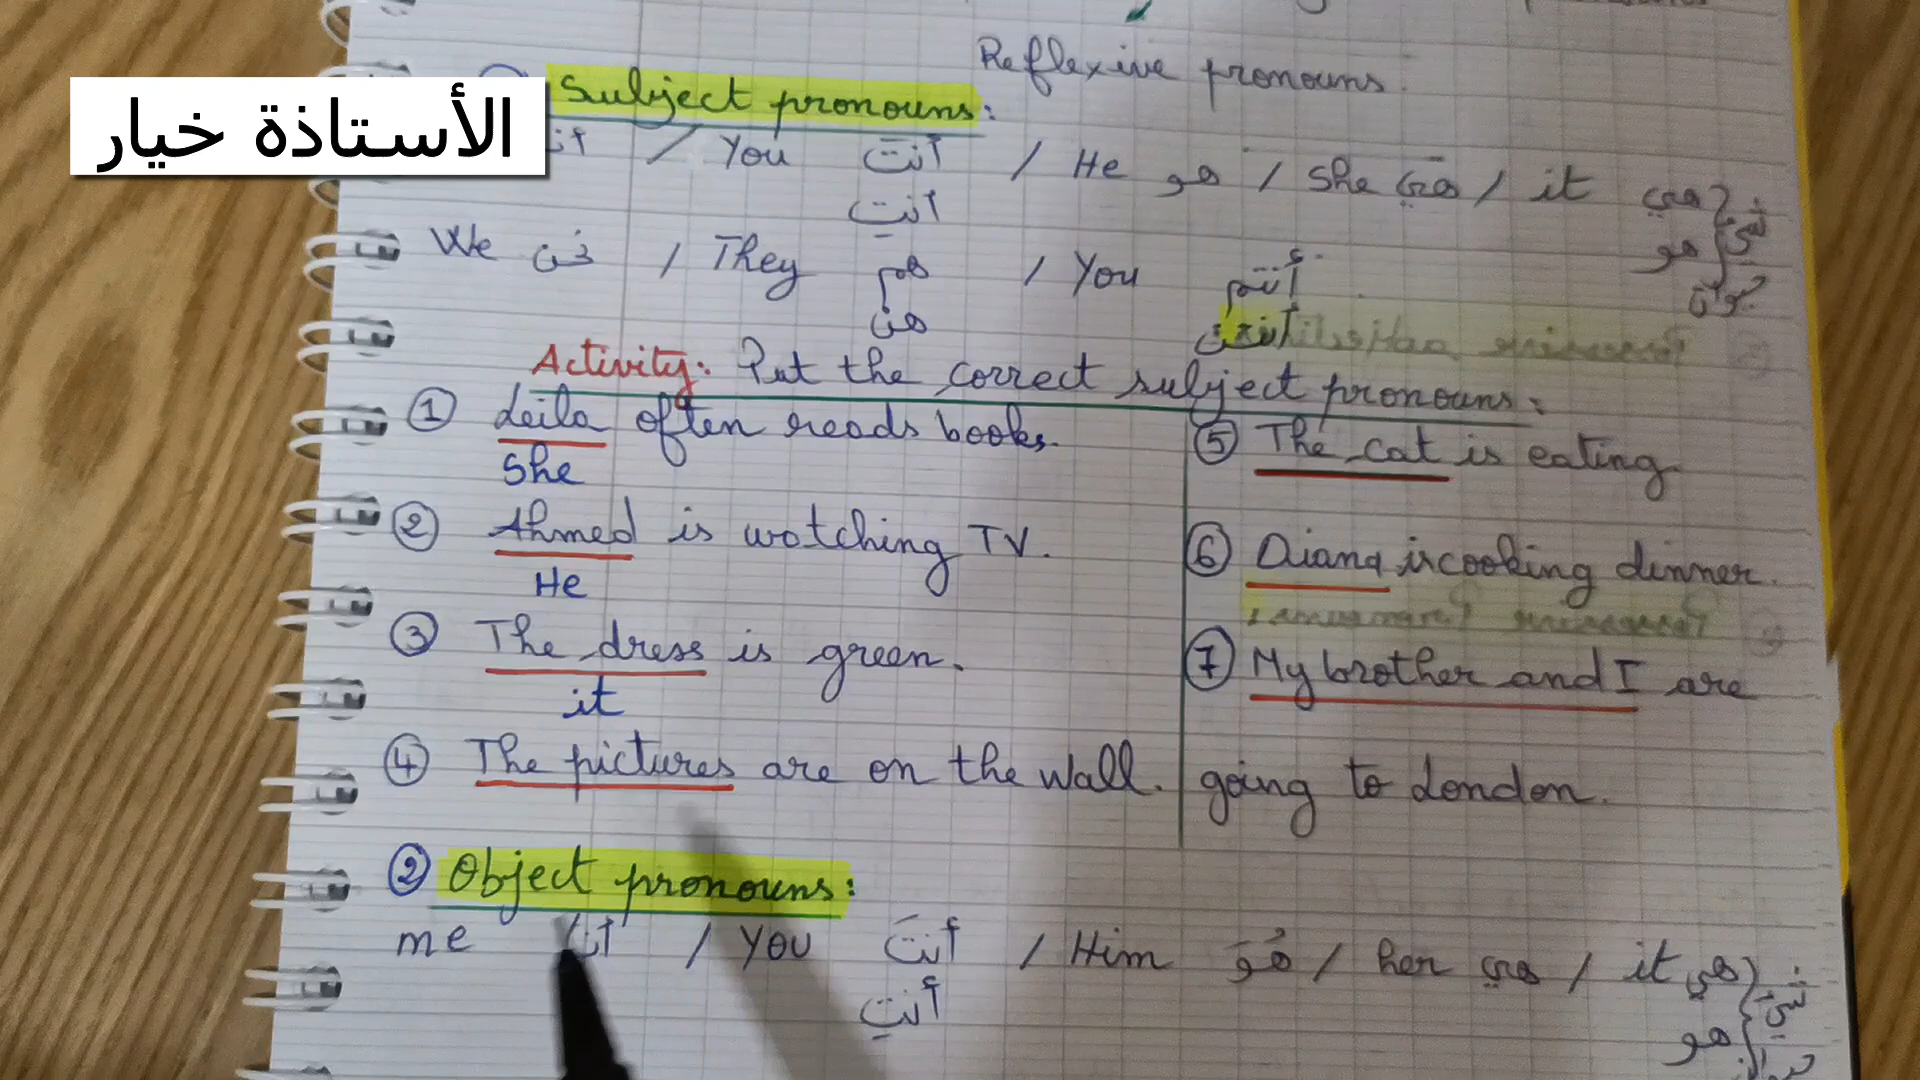 Reflexive pronouns.
الأستاذة خيار
Subject pronouns:
/ You أنتَ / He هو / She هي / it هي شيء
أنتِ هو حيوان
We نحن / They هم / You أنتم
هن أنتن
Activity: Put the correct subject pronouns:
① Leila often reads books.
She
② Ahmed is watching TV.
He
③ The dress is green.
it
④ The pictures are on the wall.
⑤ The cat is eating
⑥ Diana is cooking dinner.
⑦ My brother and I are
going to London.
② Object pronouns:
me أنا / You أنتَ / Him هُوَ / her هي / it هي شيء
أنتِ هو